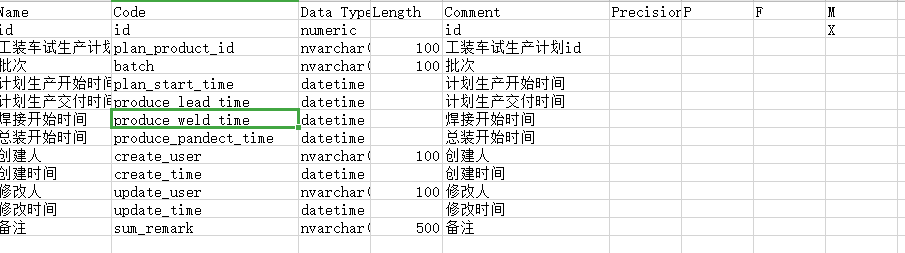 Name Code Data Type Length Comment Precision P F M
id id numeric id X
工装车试生产计划 plan_product_id nvarchar( 100 工装车试生产计划id
批次 batch nvarchar( 100 批次
计划生产开始时间 plan_start_time datetime 计划生产开始时间
计划生产交付时间 produce_lead_time datetime 计划生产交付时间
焊接开始时间 produce_weld_time datetime 焊接开始时间
总装开始时间 produce_pandect_time datetime 总装开始时间
创建人 create_user nvarchar( 100 创建人
创建时间 create_time datetime 创建时间
修改人 update_user nvarchar( 100 修改人
修改时间 update_time datetime 修改时间
备注 sum_remark nvarchar( 500 备注